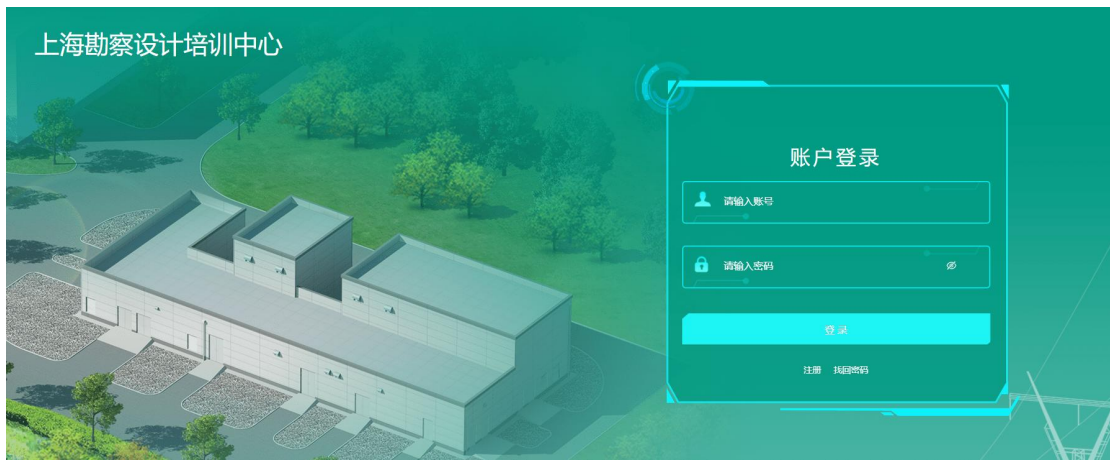 上海勘察设计培训中心
账户登录
请输入账号
请输入密码
登录
注册 找回密码